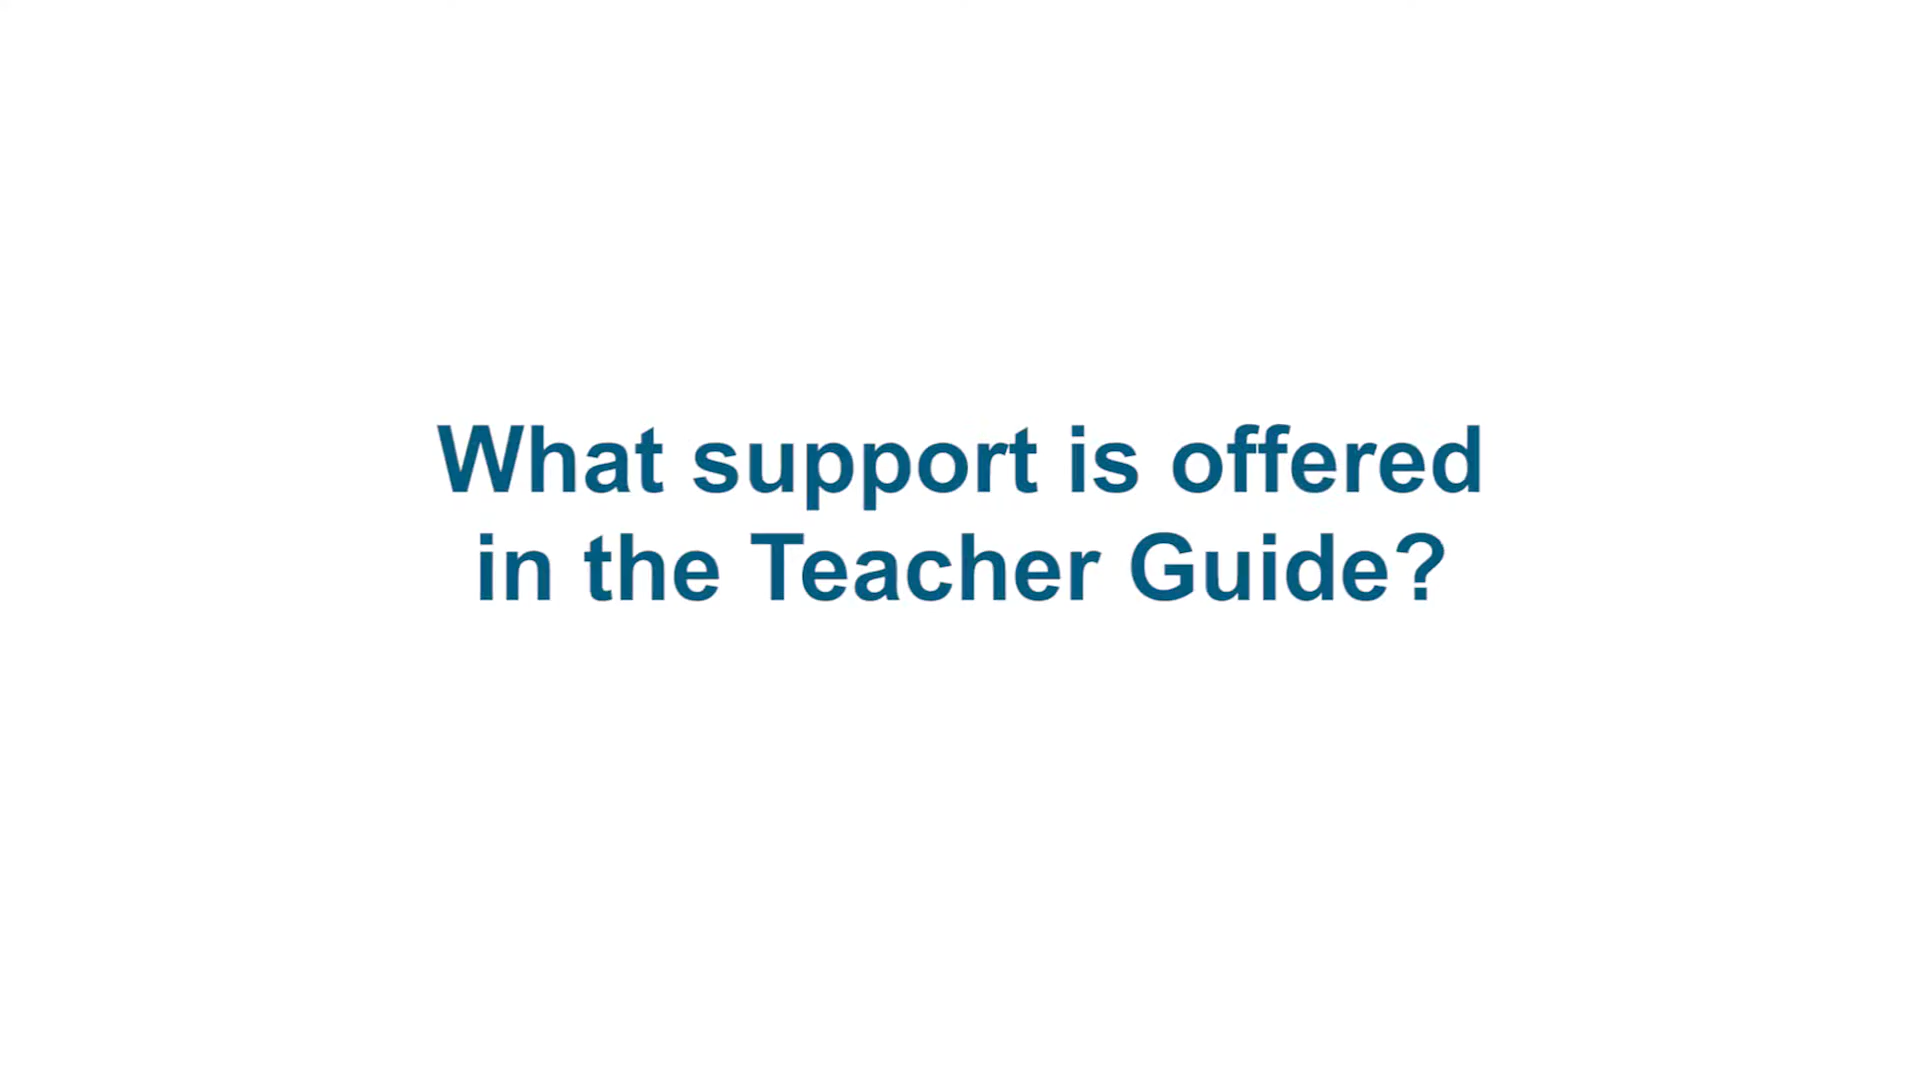 What support is offered
in the Teacher Guide?